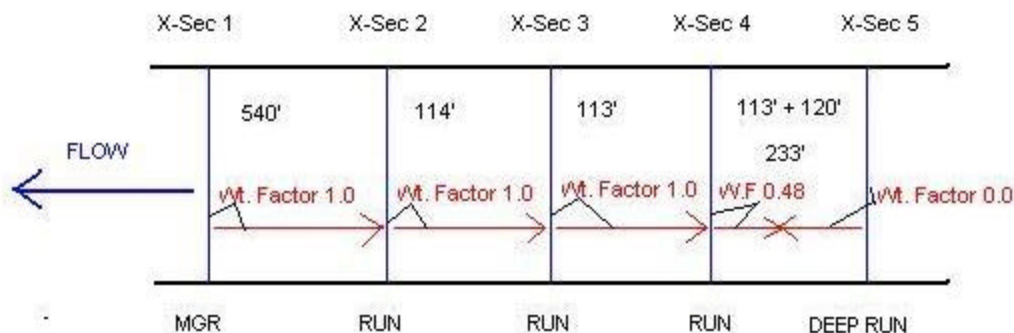 X-Sec 1 X-Sec 2 X-Sec 3 X-Sec 4 X-Sec 5
540' 114' 113' 113' + 120'
FLOW 233'
Wt. Factor 1.0 Wt. Factor 1.0 Wt. Factor 1.0 W.F 0.48 Wt. Factor 0.0
MGR RUN RUN RUN DEEP RUN